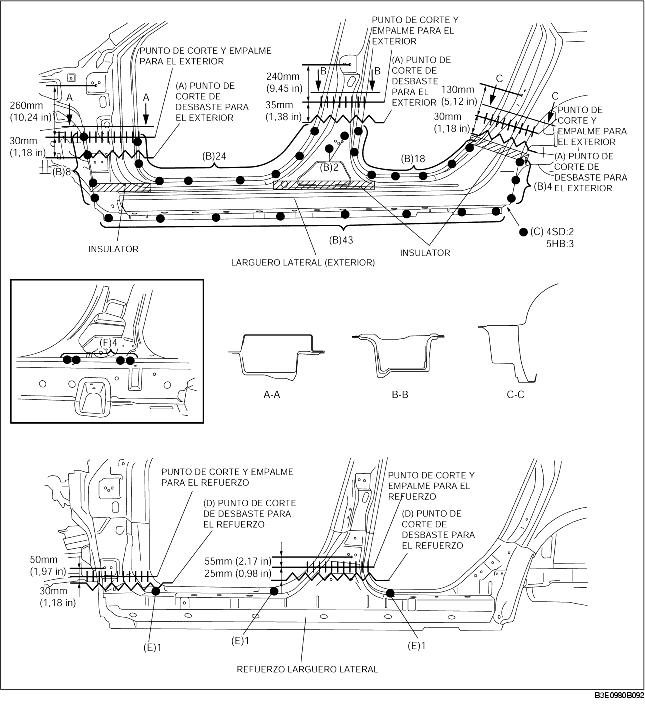 PUNTO DE CORTE Y
EMPALME PARA EL
EXTERIOR
PUNTO DE CORTE Y EMPALME
PARA EL EXTERIOR
(A) PUNTO DE
CORTE DE
DESBASTE PARA
EL EXTERIOR
260mm
(10,24 in)
A
A
30mm
(1,18 in)
240mm
(9,45 in)
35mm
(1,38 in)
B
B
(A) PUNTO DE
CORTE DE
DESBASTE
PARA EL
EXTERIOR
130mm
(5,12 in)
30mm
(1,18 in)
C
C
PUNTO DE
CORTE Y
EMPALME PARA
EL EXTERIOR
(A) PUNTO DE
CORTE DE
DESBASTE PARA
EL EXTERIOR
(B)8
(B)24
(B)2
(B)18
(B)4
(B)43
(C) 4SD:2
5HB:3
INSULATOR
LARGUERO LATERAL (EXTERIOR)
INSULATOR
(F)4
A-A
B-B
C-C
PUNTO DE CORTE Y EMPALME
PARA EL REFUERZO
(D) PUNTO DE CORTE
DE DESBASTE PARA
EL REFUERZO
PUNTO DE CORTE Y
EMPALME PARA EL
REFUERZO
(D) PUNTO DE
CORTE DE
DESBASTE PARA
EL REFUERZO
50mm
(1,97 in)
30mm
(1,18 in)
55mm (2.17 in)
25mm (0,98 in)
(E)1
(E)1
(E)1
REFUERZO LARGUERO LATERAL
B3E0980B092